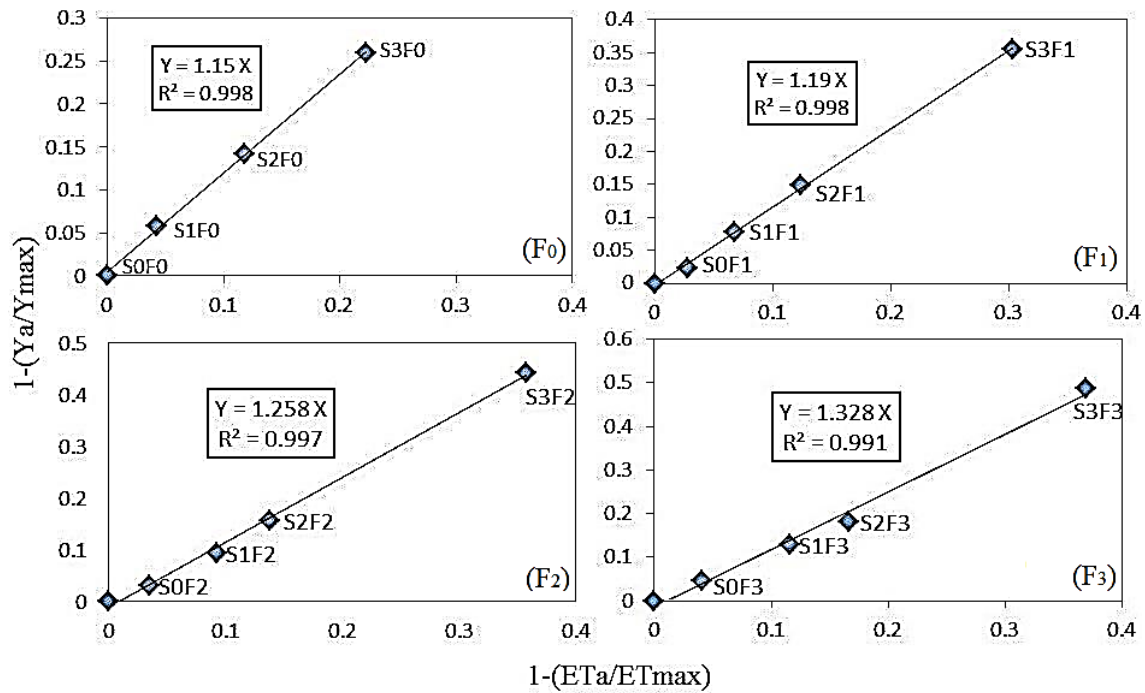 1-(Ya/Ymax)
0.3
0.25
0.2
0.15
0.1
0.05
0
Y = 1.15 X
R² = 0.998
S3F0
S2F0
S1F0
S0F0
(F0)
0 0.1 0.2 0.3 0.4
0.4
0.35
0.3
0.25
0.2
0.15
0.1
0.05
0
Y = 1.19 X
R² = 0.998
S3F1
S2F1
S1F1
S0F1
(F1)
0 0.1 0.2 0.3 0.4
0.5
0.4
0.3
0.2
0.1
0
Y = 1.258 X
R² = 0.997
S3F2
S2F2
S1F2
S0F2
(F2)
0 0.1 0.2 0.3 0.4
0.6
0.5
0.4
0.3
0.2
0.1
0
Y = 1.328 X
R² = 0.991
S3F3
S2F3
S1F3
S0F3
(F3)
0 0.1 0.2 0.3 0.4
1-(ETa/ETmax)